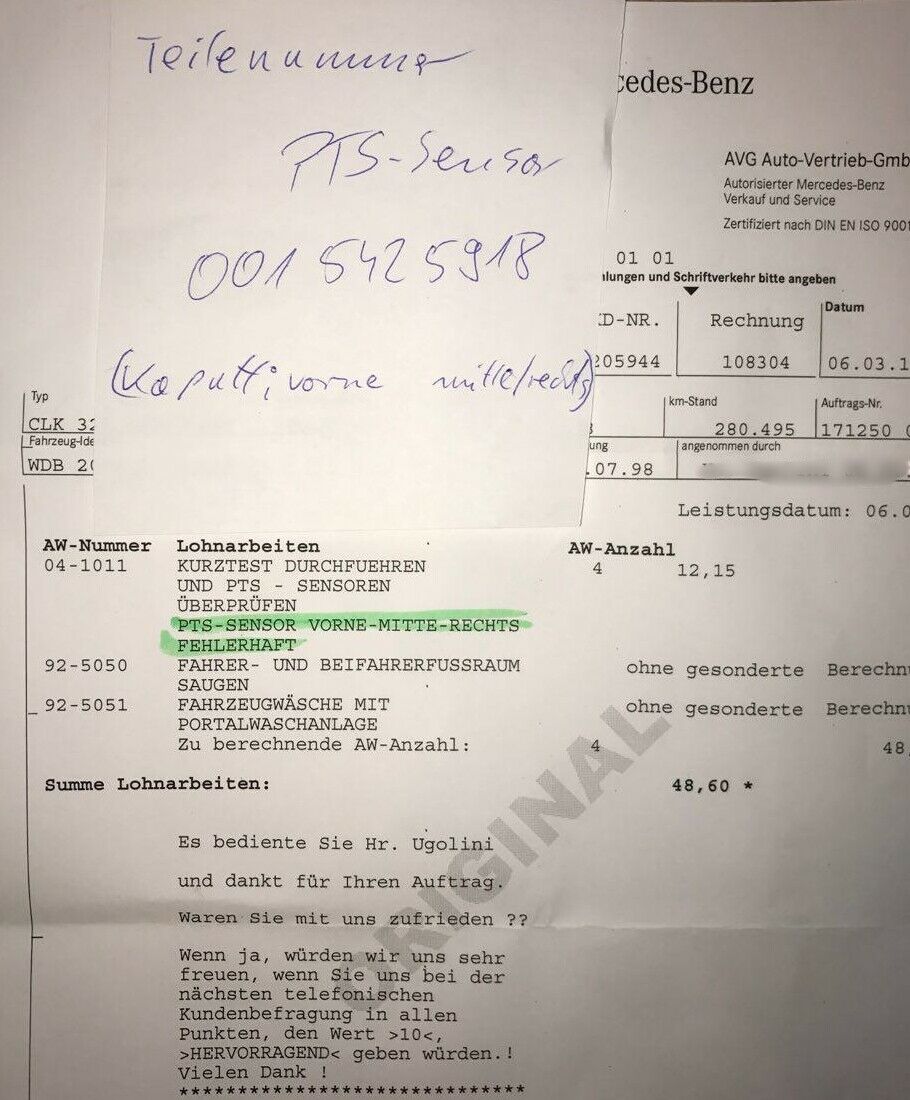 Teilenummer
PTS-Sensor
001 542 5918
(Kaputt; vorne mitte/rechts)
cedes-Benz
AVG Auto-Vertrieb-Gmb
Autorisierter Mercedes-Benz
Verkauf und Service
Zertifiziert nach DIN EN ISO 9001
01 01
lungen und Schriftverkehr bitte angeben
D-NR. Rechnung Datum
205944 108304 06.03.1
Typ km-Stand Auftrags-Nr.
CLK 32 280.495 171250
Fahrzeug-Ide ung angenommen durch
WDB 20 .07.98
Leistungsdatum: 06.0
AW-Nummer Lohnarbeiten AW-Anzahl
04-1011 KURZTEST DURCHFUEHREN 4 12,15
UND PTS - SENSOREN
ÜBERPRÜFEN
PTS-SENSOR VORNE-MITTE-RECHTS
FEHLERHAFT
92-5050 FAHRER- UND BEIFAHRERFUSSRAUM ohne gesonderte Berechn
SAUGEN
92-5051 FAHRZEUGWÄSCHE MIT ohne gesonderte Berechnu
PORTALWASCHANLAGE
Zu berechnende AW-Anzahl: 4 48,
Summe Lohnarbeiten: 48,60 *
ORIGINAL
Es bediente Sie Hr. Ugolini
und dankt für Ihren Auftrag.
Waren Sie mit uns zufrieden ??
Wenn ja, würden wir uns sehr
freuen, wenn Sie uns bei der
nächsten telefonischen
Kundenbefragung in allen
Punkten, den Wert >10<,
>HERVORRAGEND< geben würden.!
Vielen Dank !
******************************